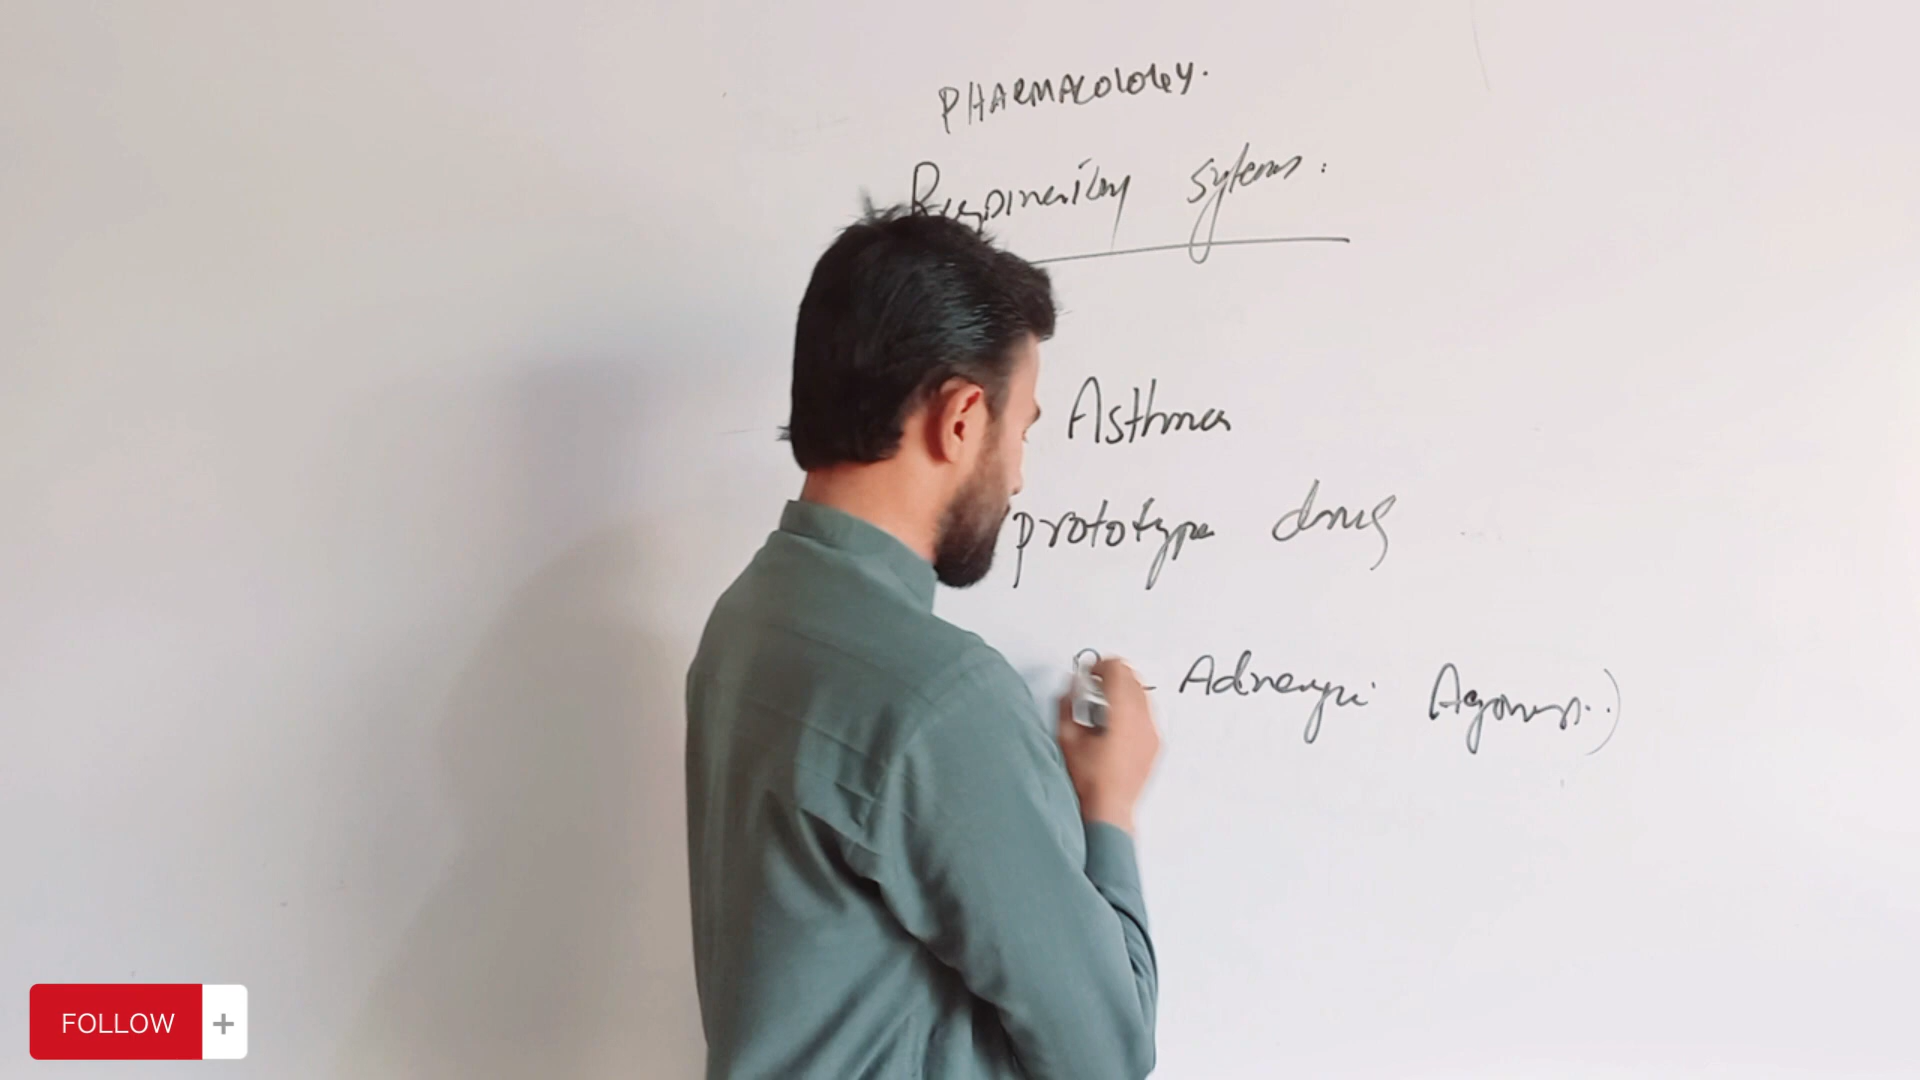 PHARMACOLOGY.
Respiratory system:
Asthma
prototype drug
Adrenergic Agonist..)
FOLLOW +